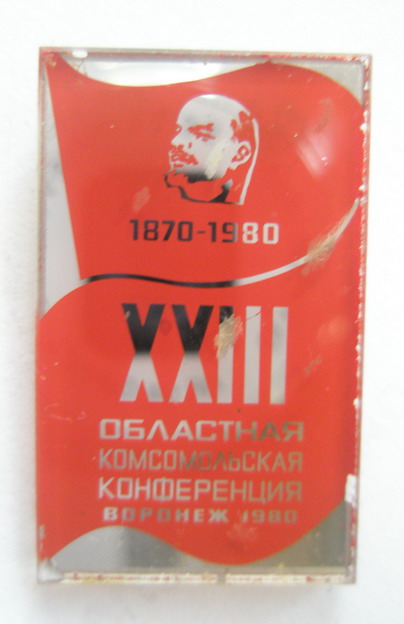 1870-1980
XXIII
ОБЛАСТНАЯ
КОМСОМОЛЬСКАЯ
КОНФЕРЕНЦИЯ
ВОРОНЕЖ 1980